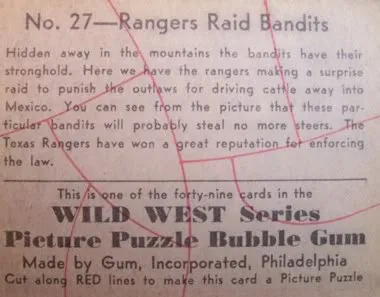 No. 27—Rangers Raid Bandits
Hidden away in the mountains the bandits have their
stronghold. Here we have the rangers making a surprise
raid to punish the outlaws for driving cattle away into
Mexico. You can see from the picture that these par-
ticular bandits will probably steal no more steers. The
Texas Rangers have won a great reputation for enforcing
the law.
This is one of the forty-nine cards in the
WILD WEST Series
Picture Puzzle Bubble Gum
Made by Gum, Incorporated, Philadelphia
Cut along RED lines to make this card a Picture Puzzle